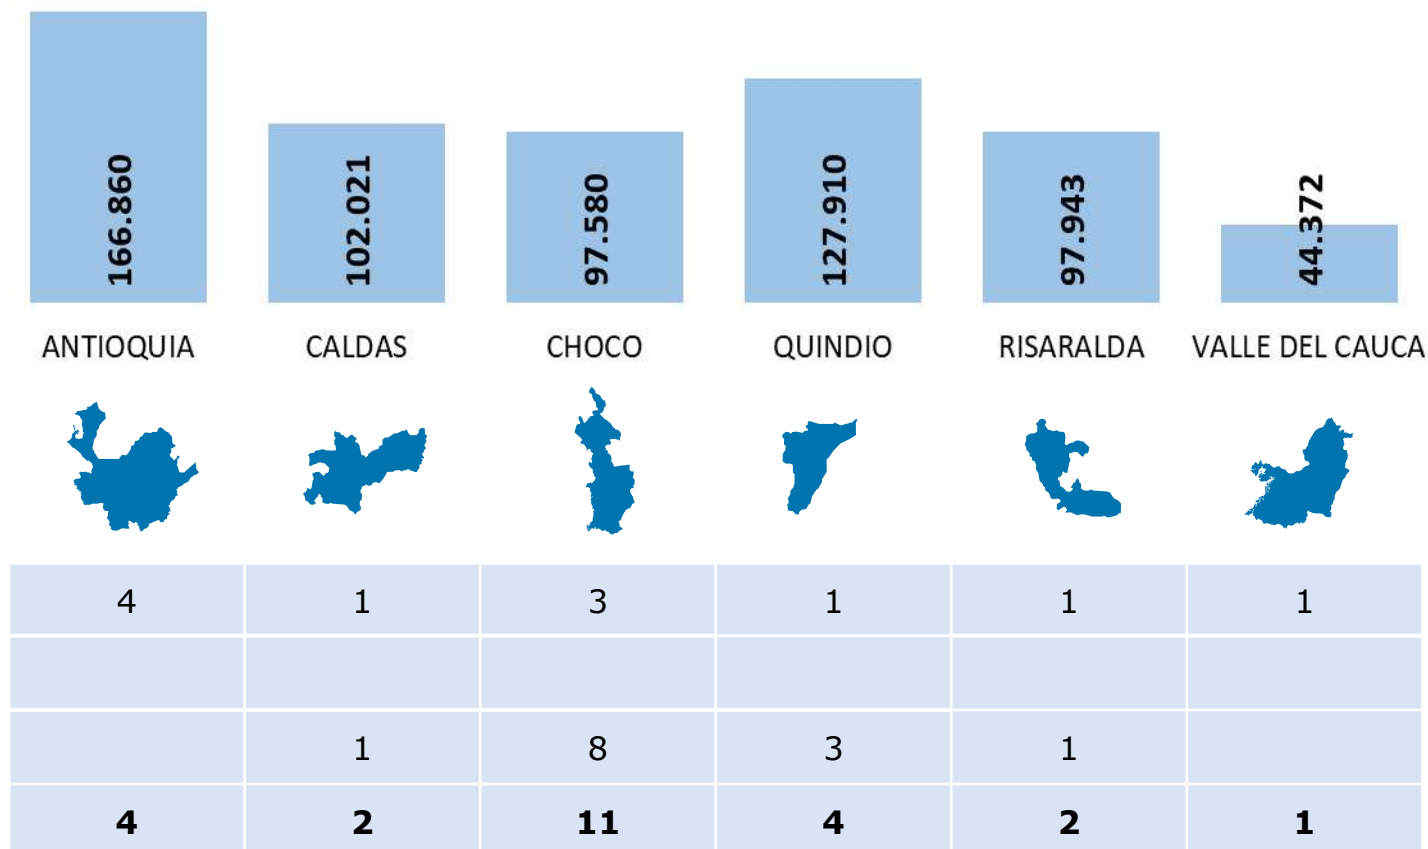 166.860 102.021 97.580 127.910 97.943 44.372
ANTIOQUIA CALDAS CHOCO QUINDIO RISARALDA VALLE DEL CAUCA
4 1 3 1 1 1
1 8 3 1
4 2 11 4 2 1